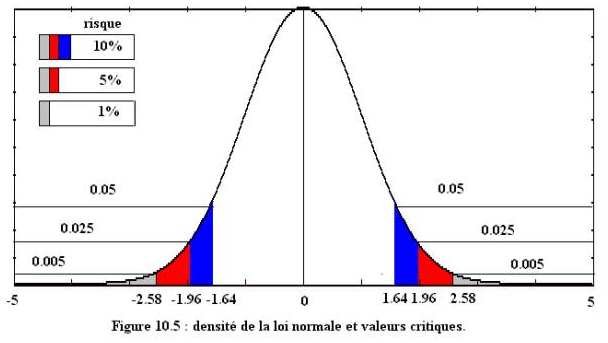 risque
10%
5%
1%
0.05 0.05
0.025 0.025
0.005 0.005
-5 -2.58 -1.96 -1.64 0 1.64 1.96 2.58 5
Figure 10.5 : densité de la loi normale et valeurs critiques.